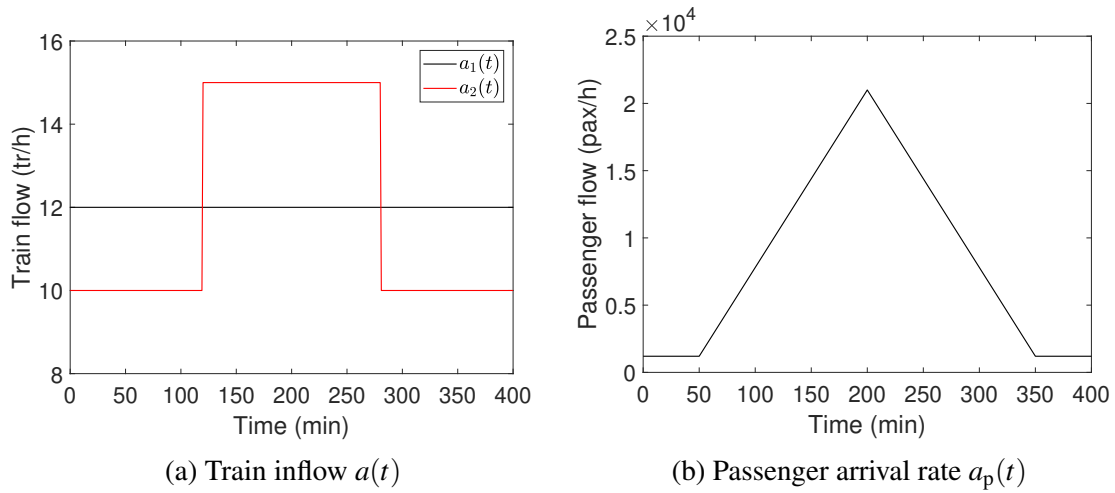 16
14
12
10
8
Train flow (tr/h)
a₁(t)
a₂(t)
0 50 100 150 200 250 300 350 400
Time (min)
(a) Train inflow a(t)
×10⁴
2.5
2
1.5
1
0.5
0
Passenger flow (pax/h)
0 50 100 150 200 250 300 350 400
Time (min)
(b) Passenger arrival rate aₚ(t)